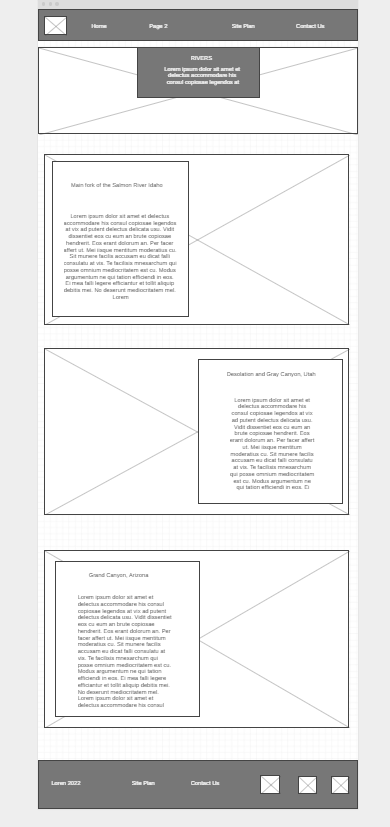 Home Page 2 Site Plan Contact Us
RIVERS
Lorem ipsum dolor sit amet et
delectus accommodare his
consul copiosae legendos at
Main fork of the Salmon River Idaho
Lorem ipsum dolor sit amet et delectus
accommodare his consul copiosae legendos
at vix ad putent delectus delicata usu. Vidit
dissentiet eos cu eum an brute copiosae
hendrerit. Eos erant dolorum an. Per facer
affert ut. Mei iisque mentitum moderatius cu.
Sit munere facilis accusam eu dicat falli
consulatu at vis. Te facilisis mnesarchum qui
posse omnium mediocritatem est cu. Modus
argumentum ne qui tation efficiendi in eos.
Ei mea falli legere efficiantur et tollit aliquip
debitis mei. No deserunt mediocritatem mei.
Lorem
Desolation and Gray Canyon, Utah
Lorem ipsum dolor sit amet et
delectus accommodare his
consul copiosae legendos at vix
ad putent delectus delicata usu.
Vidit dissentiet eos cu eum an
brute copiosae hendrerit. Eos
erant dolorum an. Per facer affert
ut. Mei iisque mentitum
moderatius cu. Sit munere facilis
accusam eu dicat falli consulatu
at vis. Te facilisis mnesarchum
qui posse omnium mediocritatem
est cu. Modus argumentum ne
qui tation efficiendi in eos. Ei
Grand Canyon, Arizona
Lorem ipsum dolor sit amet et
delectus accommodare his consul
copiosae legendos at vix ad putent
delectus delicata usu. Vidit dissentiet
eos cu eum an brute copiosae
hendrerit. Eos erant dolorum an. Per
facer affert ut. Mei iisque mentitum
moderatius cu. Sit munere facilis
accusam eu dicat falli consulatu at
vis. Te facilisis mnesarchum qui
posse omnium mediocritatem est cu.
Modus argumentum ne qui tation
efficiendi in eos. Ei mea falli legere
efficiantur et tollit aliquip debitis mei.
No deserunt mediocritatem mei.
Lorem ipsum dolor sit amet et
delectus accommodare his consul
Loren 2022 Site Plan Contact Us